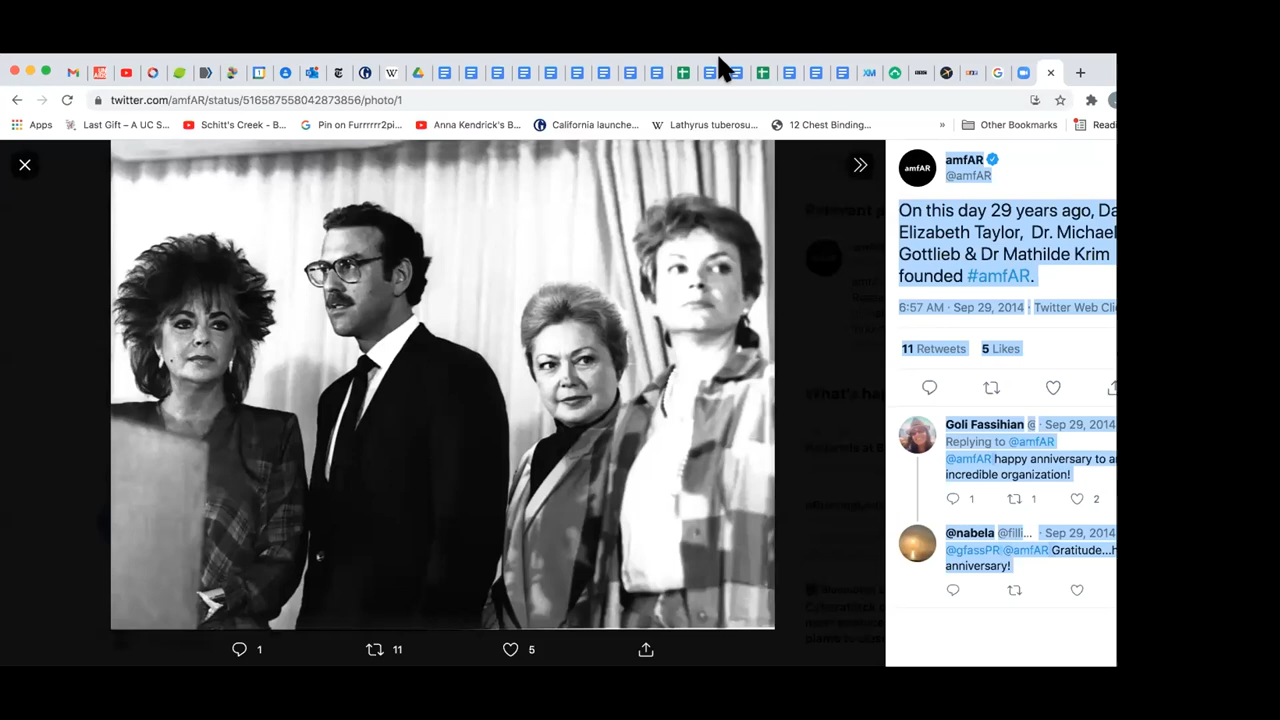 twitter.com/amfAR/status/516587558042873856/photo/1
Apps Last Gift – A UC S... Schitt's Creek - B... Pin on Furrrrrr2pi... Anna Kendrick's B... California launche... Lathyrus tuberosu... 12 Chest Binding... » Other Bookmarks Readi
amfAR
amfAR
@amfAR
On this day 29 years ago, Da
Elizabeth Taylor, Dr. Michael
Gottlieb & Dr Mathilde Krim
founded #amfAR.
6:57 AM · Sep 29, 2014 · Twitter Web Cli
11 Retweets 5 Likes
Goli Fassihian @ · Sep 29, 2014
Replying to @amfAR
@amfAR happy anniversary to a
incredible organization!
1 1 2
@nabela @filli... · Sep 29, 2014
@gfassPR @amfAR Gratitude...h
anniversary!
1 11 5